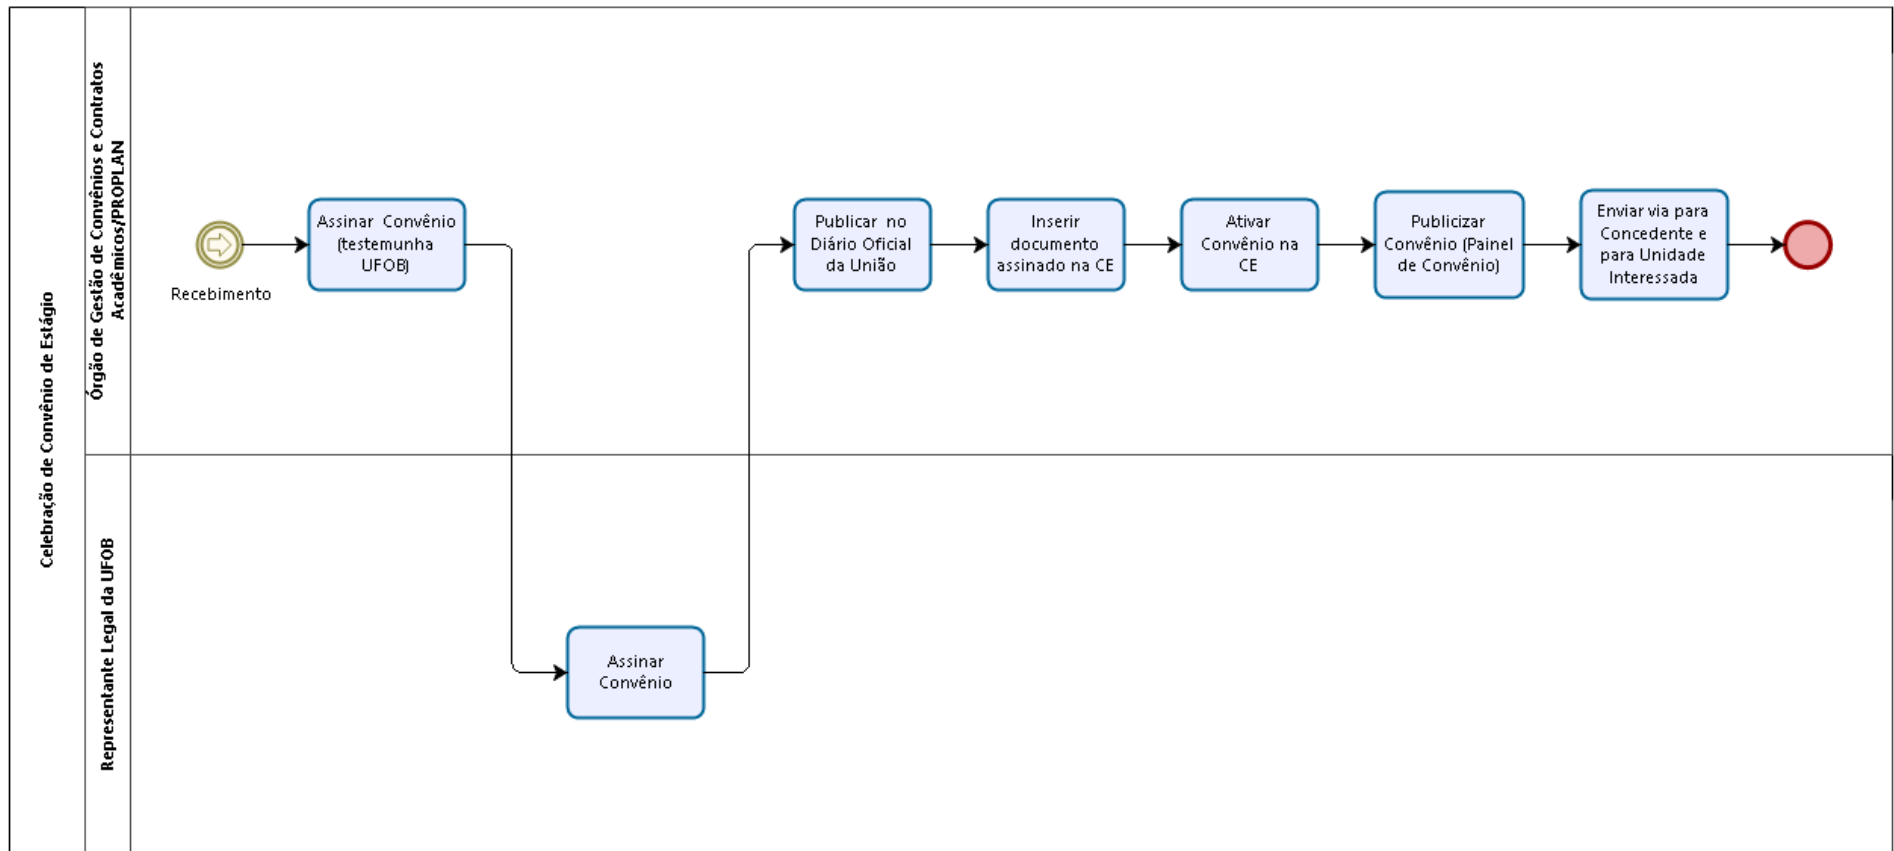 Celebração de Convênio de Estágio
Órgão de Gestão de Convênios e Contratos
Acadêmicos/PROPLAN
Recebimento
Assinar Convênio
(testemunha
UFOB)
Publicar no
Diário Oficial
da União
Inserir
documento
assinado na CE
Ativar
Convênio na
CE
Publicizar
Convênio (Painel
de Convênio)
Enviar via para
Concedente e
para Unidade
Interessada
Representante Legal da UFOB
Assinar
Convênio